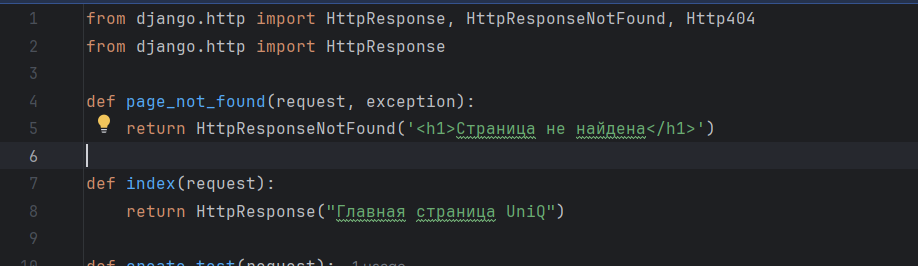 1 from django.http import HttpResponse, HttpResponseNotFound, Http404
2 from django.http import HttpResponse
3
4 def page_not_found(request, exception):
5 return HttpResponseNotFound('<h1>Страница не найдена</h1>')
6
7 def index(request):
8 return HttpResponse("Главная страница UniQ")
9
10 def create_test(request): 1 usage